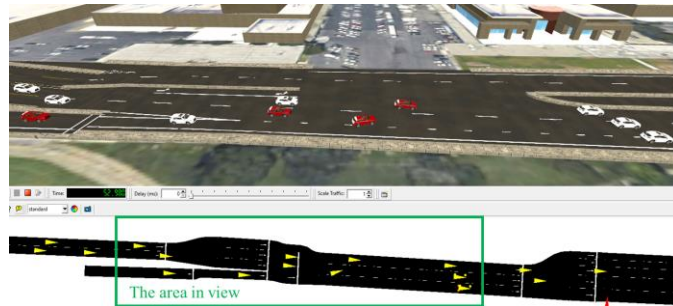 Time:
Delay (ms):
Scale Traffic:
standard
The area in view